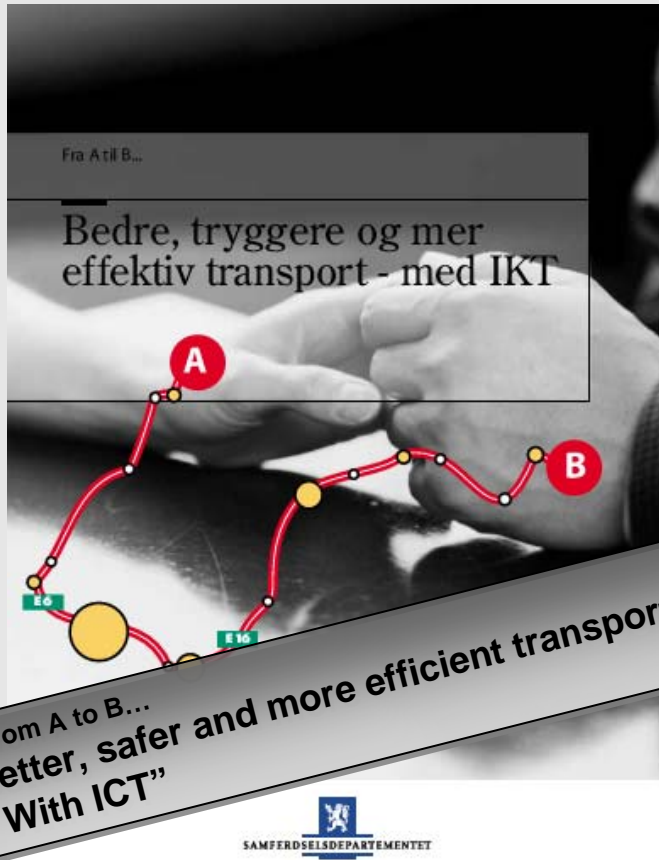 Fra A til B...
Bedre, tryggere og mer
effektiv transport - med IKT
A
B
E6
E16
om A to B...
etter, safer and more efficient transpor
With ICT”
SAMFERDSELSDEPARTEMENTET